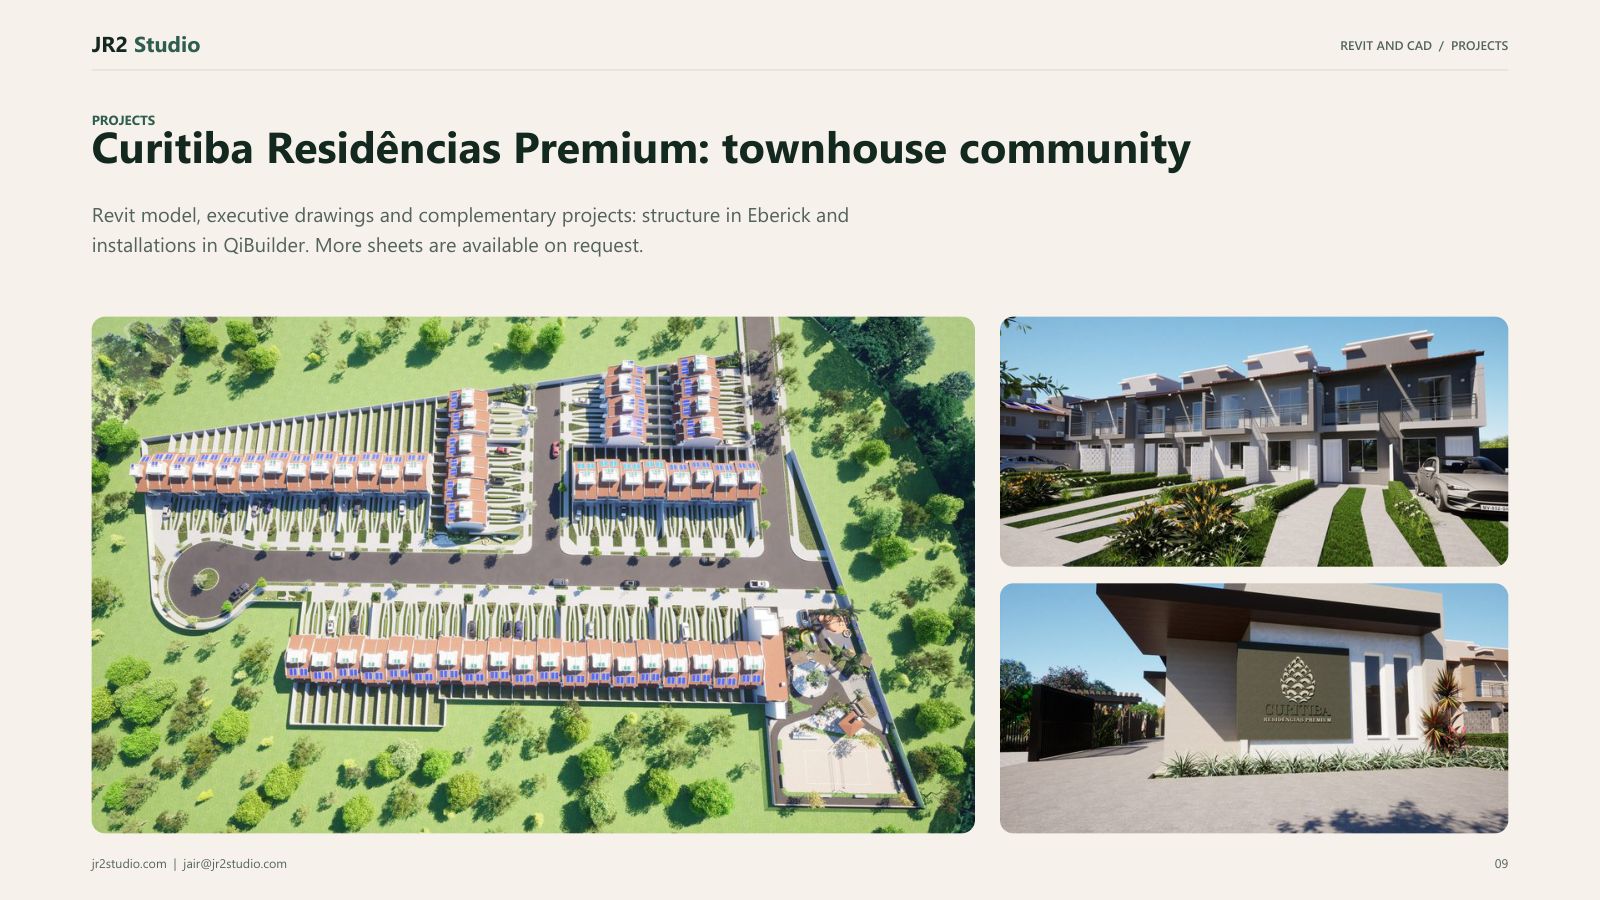 JR2 Studio
REVIT AND CAD / PROJECTS
PROJECTS
Curitiba Residências Premium: townhouse community
Revit model, executive drawings and complementary projects: structure in Eberick and
installations in QiBuilder. More sheets are available on request.
CURITIBA
RESIDÊNCIAS PREMIUM
jr2studio.com | jair@jr2studio.com
09